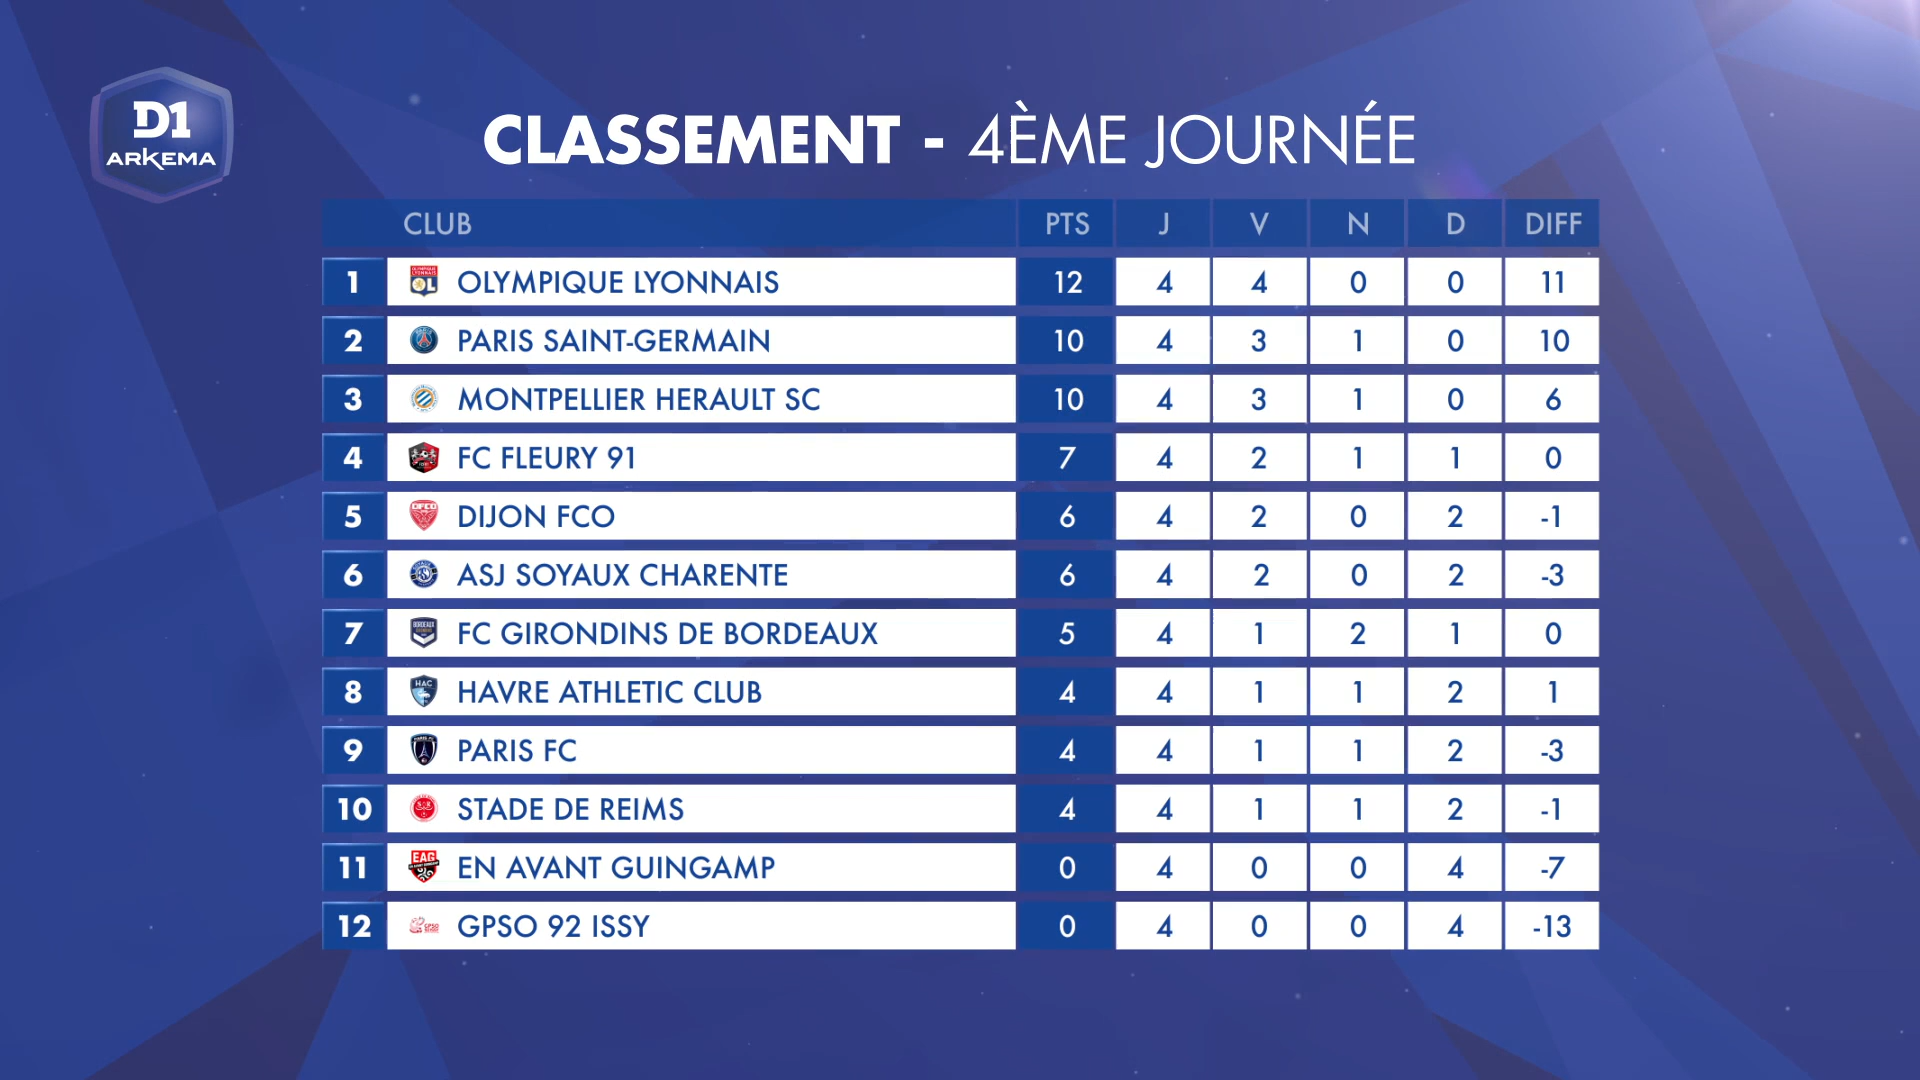 D1
ARKEMA
CLASSEMENT - 4ÈME JOURNÉE
CLUB PTS J V N D DIFF
1 OLYMPIQUE LYONNAIS 12 4 4 0 0 11
2 PARIS SAINT-GERMAIN 10 4 3 1 0 10
3 MONTPELLIER HERAULT SC 10 4 3 1 0 6
4 FC FLEURY 91 7 4 2 1 1 0
5 DFCO DIJON FCO 6 4 2 0 2 -1
6 ASJ SOYAUX CHARENTE 6 4 2 0 2 -3
7 FC GIRONDINS DE BORDEAUX 5 4 1 2 1 0
8 HAC HAVRE ATHLETIC CLUB 4 4 1 1 2 1
9 PARIS FC 4 4 1 1 2 -3
10 STADE DE REIMS 4 4 1 1 2 -1
11 EAG EN AVANT GUINGAMP 0 4 0 0 4 -7
12 GPSO 92 ISSY 0 4 0 0 4 -13